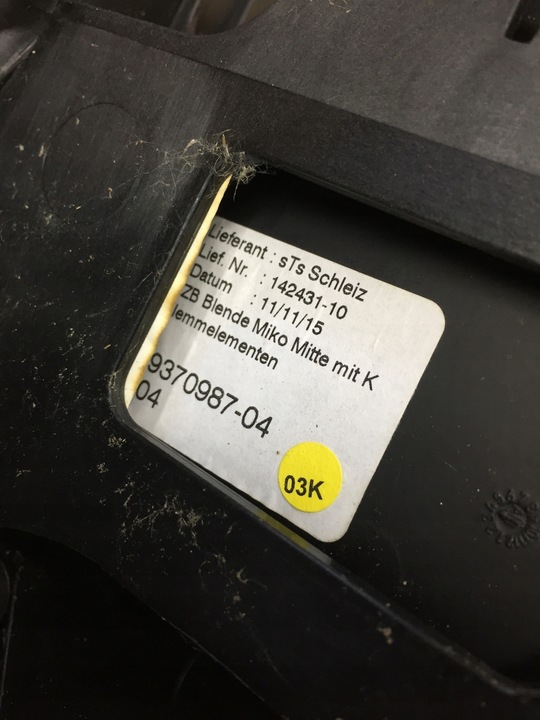 Lieferant : sTs Schleiz
Lief. Nr. : 142431-10
Datum : 11/11/15
ZB Blende Miko Mitte mit K
lemmelementen
9370987-04
04
03K